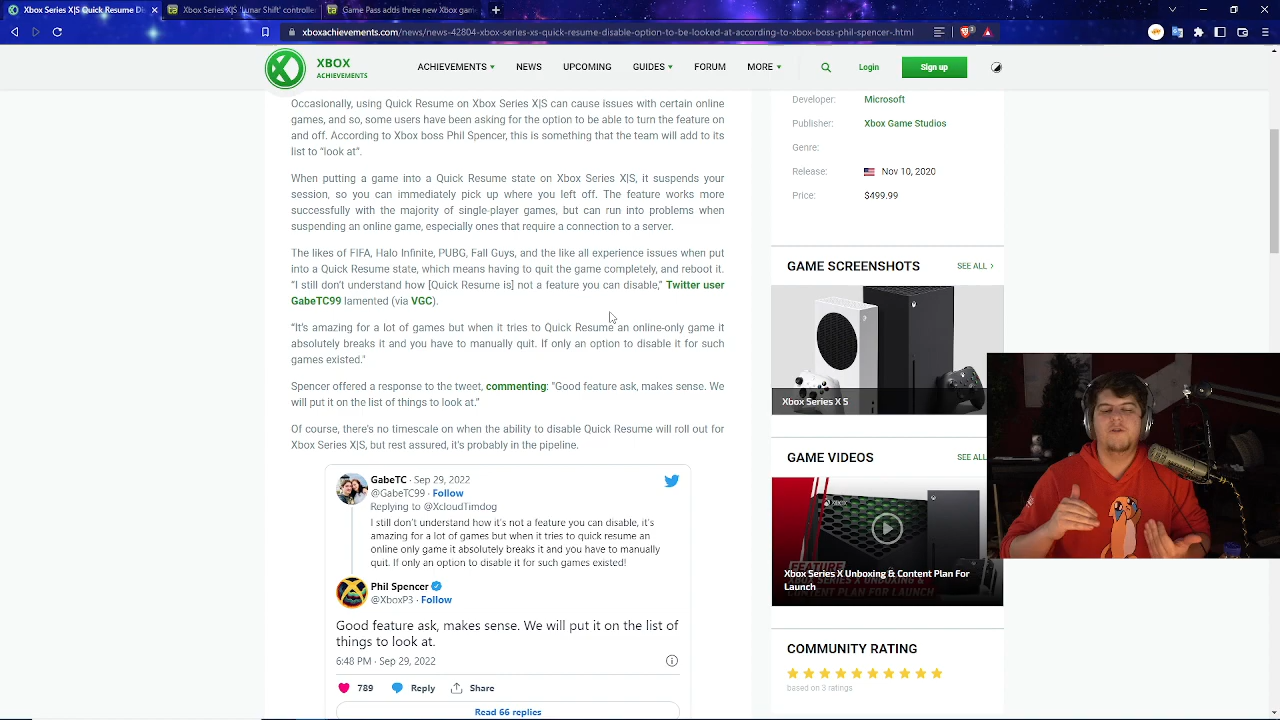 Xbox Series X|S Quick Resume Di
Xbox Series X|S 'Lunar Shift' controller
Game Pass adds three new Xbox gam
xboxachievements.com/news/news-42804-xbox-series-xs-quick-resume-disable-option-to-be-looked-at-according-to-xbox-boss-phil-spencer-.html
XBOX
ACHIEVEMENTS
ACHIEVEMENTS
NEWS
UPCOMING
GUIDES
FORUM
MORE
Login
Sign up
Occasionally, using Quick Resume on Xbox Series X|S can cause issues with certain online
games, and so, some users have been asking for the option to be able to turn the feature on
and off. According to Xbox boss Phil Spencer, this is something that the team will add to its
list to “look at”.
When putting a game into a Quick Resume state on Xbox Series X|S, it suspends your
session, so you can immediately pick up where you left off. The feature works more
successfully with the majority of single-player games, but can run into problems when
suspending an online game, especially ones that require a connection to a server.
The likes of FIFA, Halo Infinite, PUBG, Fall Guys, and the like all experience issues when put
into a Quick Resume state, which means having to quit the game completely, and reboot it.
“I still don’t understand how [Quick Resume is] not a feature you can disable,” Twitter user
GabeTC99 lamented (via VGC).
“It’s amazing for a lot of games but when it tries to Quick Resume an online-only game it
absolutely breaks it and you have to manually quit. If only an option to disable it for such
games existed."
Spencer offered a response to the tweet, commenting: "Good feature ask, makes sense. We
will put it on the list of things to look at.”
Of course, there's no timescale on when the ability to disable Quick Resume will roll out for
Xbox Series X|S, but rest assured, it's probably in the pipeline.
GabeTC · Sep 29, 2022
@GabeTC99 · Follow
Replying to @XcloudTimdog
I still don’t understand how it’s not a feature you can disable, it’s
amazing for a lot of games but when it tries to quick resume an
online only game it absolutely breaks it and you have to manually
quit. If only an option to disable it for such games existed!
Phil Spencer
@XboxP3 · Follow
Good feature ask, makes sense. We will put it on the list of
things to look at.
6:48 PM · Sep 29, 2022
789
Reply
Share
Read 66 replies
Developer: Microsoft
Publisher: Xbox Game Studios
Genre:
Release: Nov 10, 2020
Price: $499.99
GAME SCREENSHOTS
SEE ALL
Xbox Series X S
GAME VIDEOS
SEE ALL
XBOX
FEATURE
XBOX SERIES X UNBOXING &
CONTENT PLAN FOR
LAUNCH
Xbox Series X Unboxing & Content Plan For
Launch
COMMUNITY RATING
based on 3 ratings